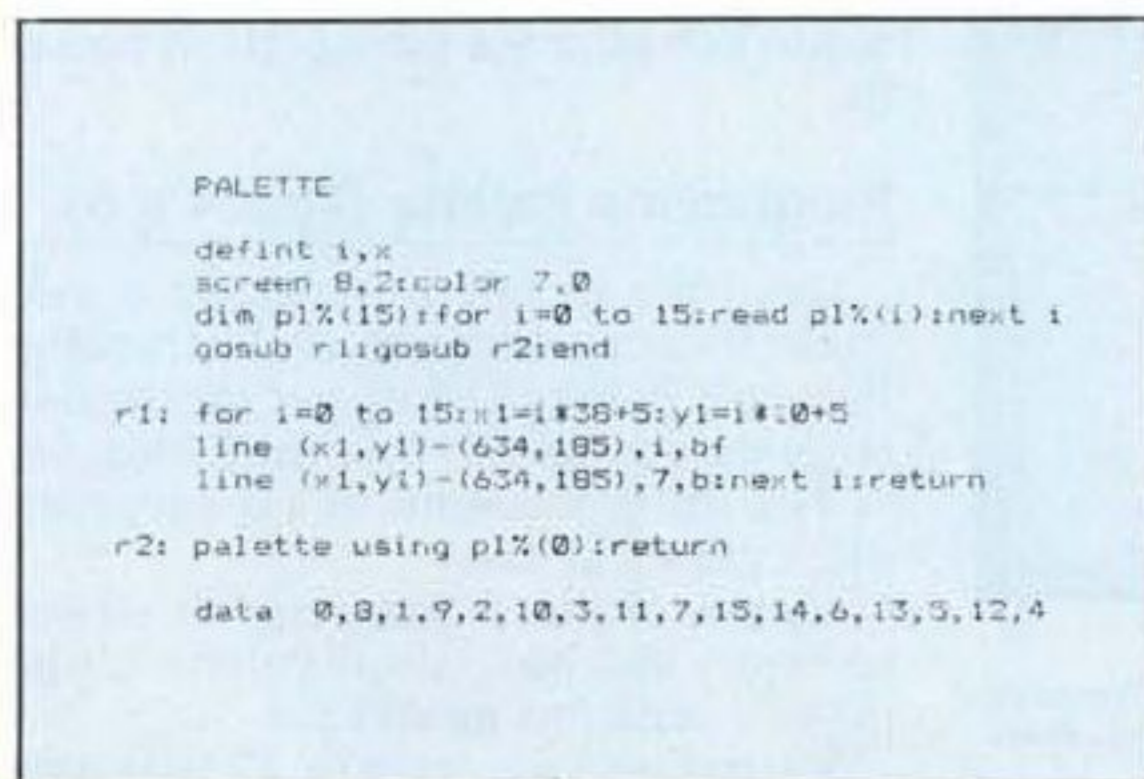 PALETTE
defint i,x
screen 8,2:color 7,0
dim pl%(15):for i=0 to 15:read pl%(i):next i
gosub r1:gosub r2:end
r1: for i=0 to 15:x1=i*38+5:y1=i*10+5
line (x1,y1)-(634,185),i,bf
line (x1,y1)-(634,185),7,b:next i:return
r2: palette using pl%(0):return
data 0,8,1,9,2,10,3,11,7,15,14,6,13,5,12,4